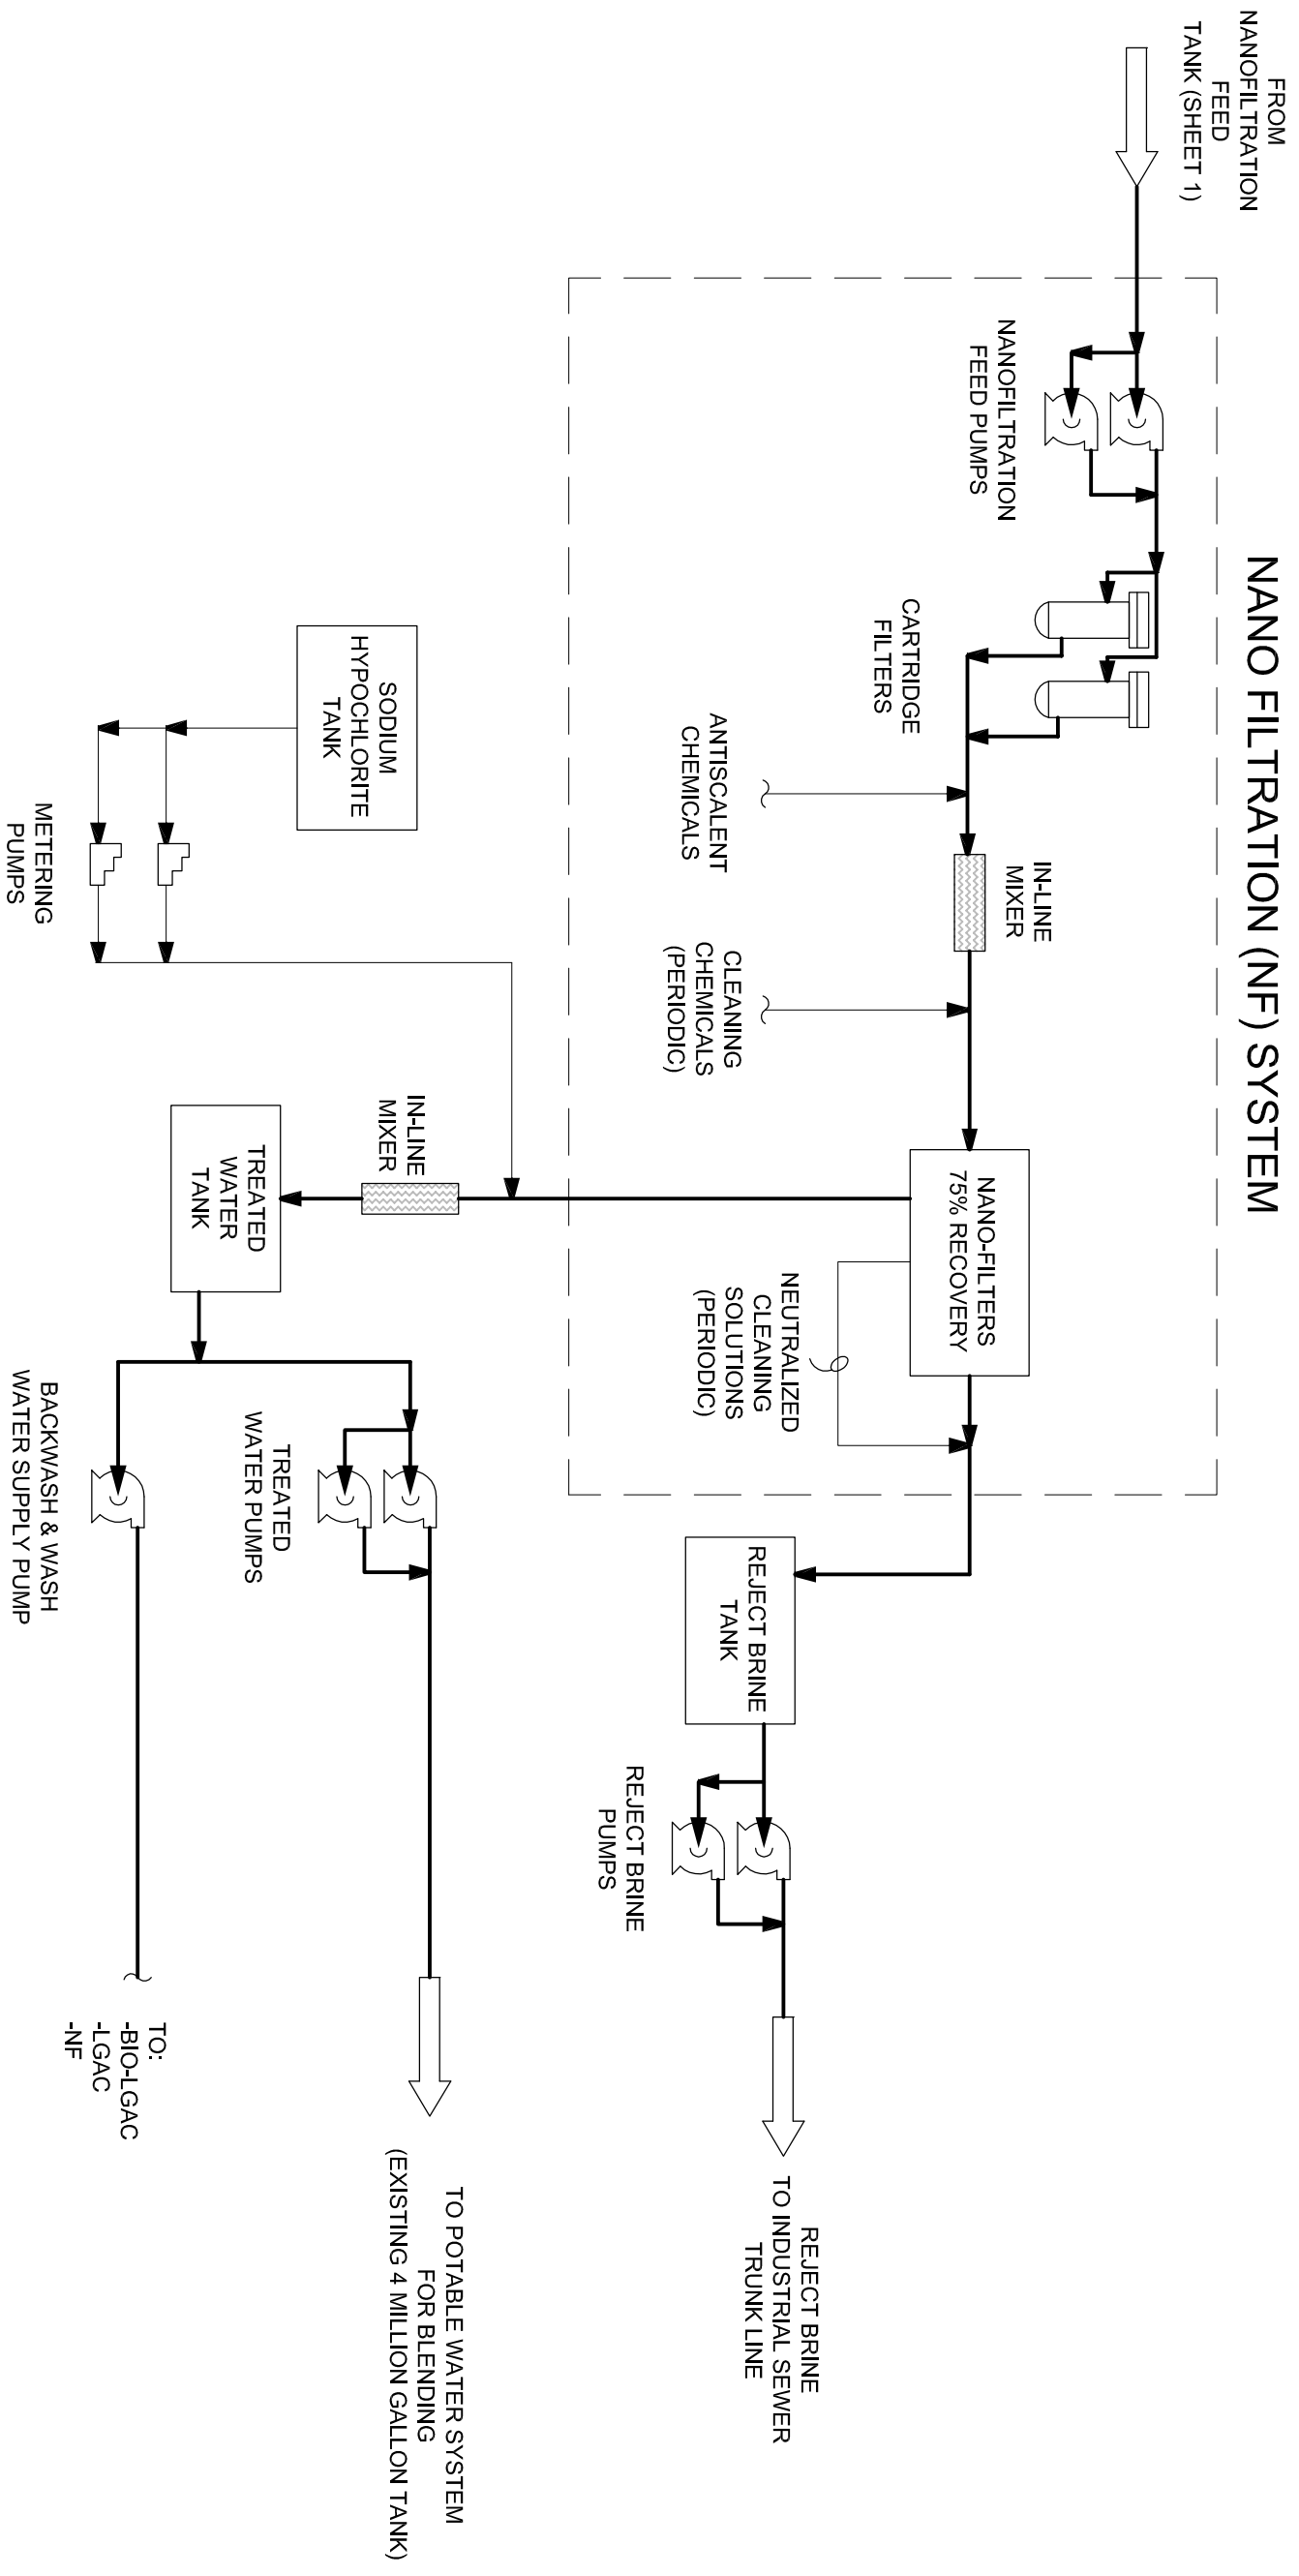 NANO FILTRATION (NF) SYSTEM
FROM
NANOFILTRATION
FEED
TANK (SHEET 1)
NANOFILTRATION
FEED PUMPS
CARTRIDGE
FILTERS
IN-LINE
MIXER
ANTISCALENT
CHEMICALS
CLEANING
CHEMICALS
(PERIODIC)
NANO-FILTERS
75% RECOVERY
NEUTRALIZED
CLEANING
SOLUTIONS
(PERIODIC)
REJECT BRINE
TANK
REJECT BRINE
PUMPS
REJECT BRINE
TO INDUSTRIAL SEWER
TRUNK LINE
SODIUM
HYPOCHLORITE
TANK
METERING
PUMPS
IN-LINE
MIXER
TREATED
WATER
TANK
TREATED
WATER PUMPS
TO POTABLE WATER SYSTEM
FOR BLENDING
(EXISTING 4 MILLION GALLON TANK)
BACKWASH & WASH
WATER SUPPLY PUMP
TO:
-BIO-LGAC
-LGAC
-NF